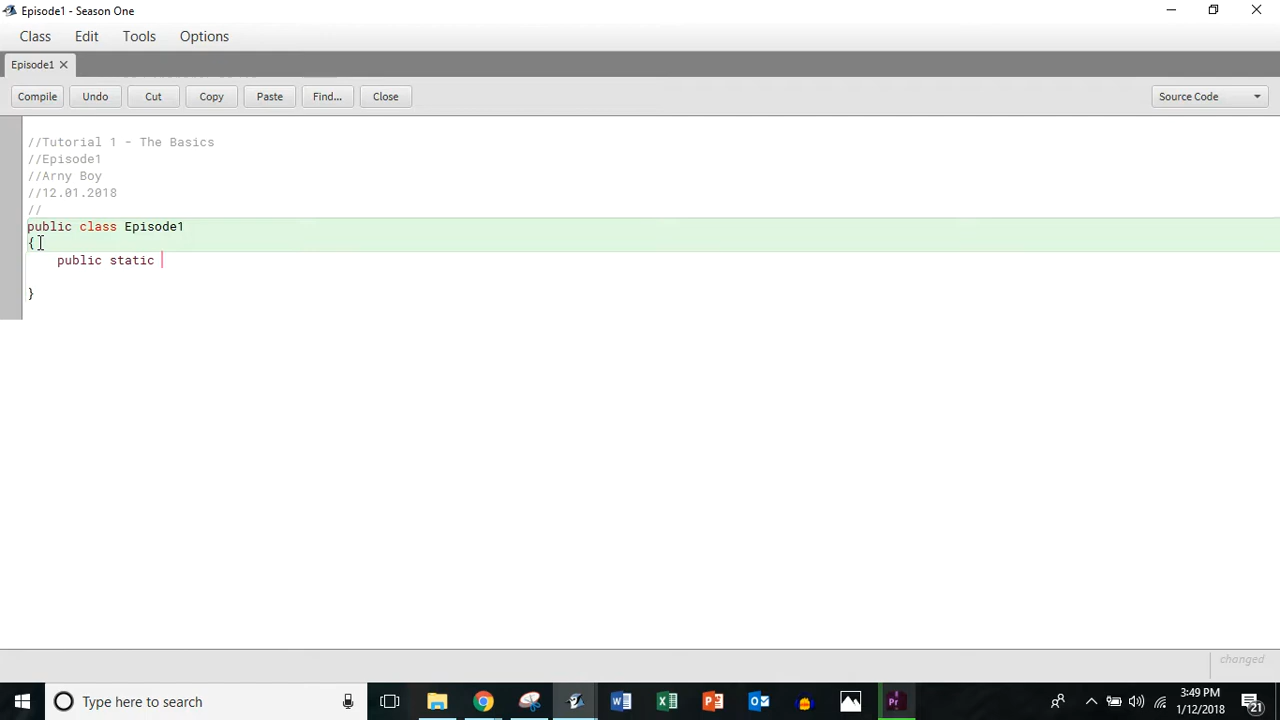 Episode1 - Season One
Class Edit Tools Options
Episode1
Compile Undo Cut Copy Paste Find... Close Source Code
//Tutorial 1 - The Basics
//Episode1
//Arny Boy
//12.01.2018
//
public class Episode1
{
public static
}
changed
Type here to search
3:49 PM
1/12/2018
21